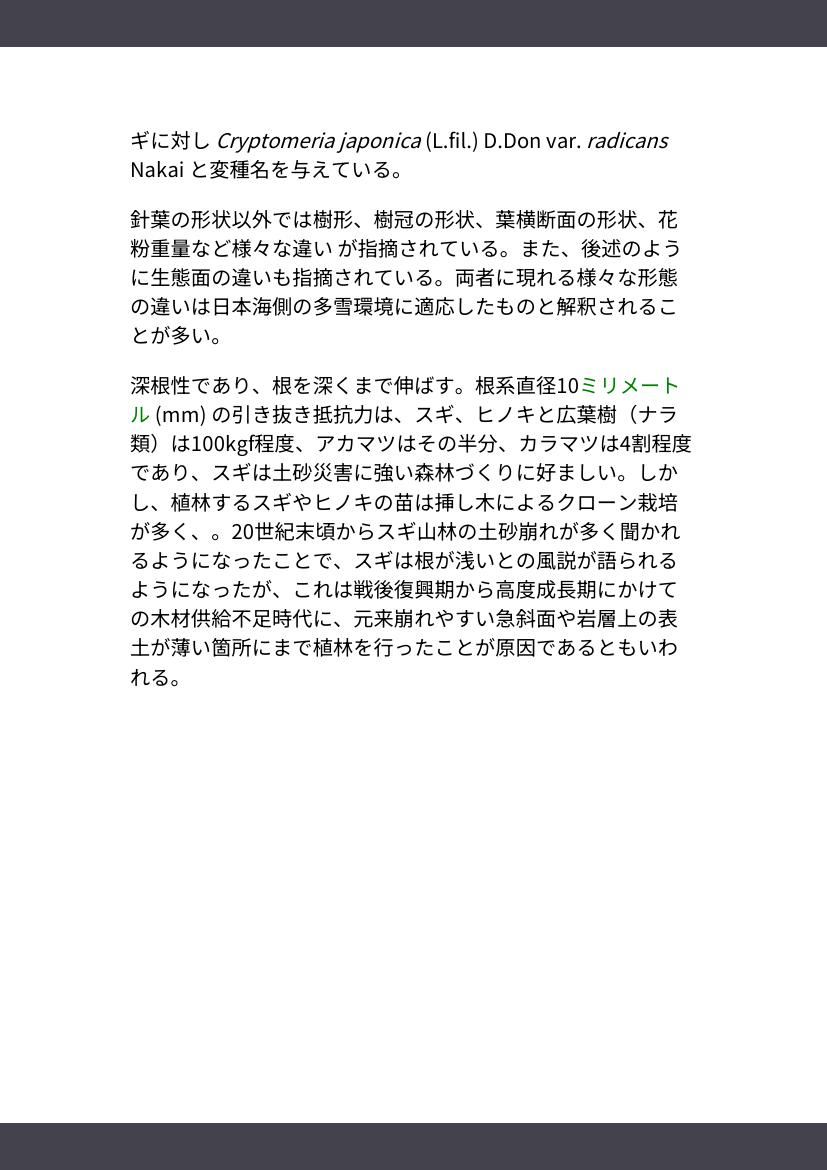 ギに対し Cryptomeria japonica (L.fil.) D.Don var. radicans
Nakai と変種名を与えている。
針葉の形状以外では樹形、樹冠の形状、葉横断面の形状、花
粉重量など様々な違い が指摘されている。また、後述のよう
に生態面の違いも指摘されている。両者に現れる様々な形態
の違いは日本海側の多雪環境に適応したものと解釈されるこ
とが多い。
深根性であり、根を深くまで伸ばす。根系直径10ミリメート
ル (mm) の引き抜き抵抗力は、スギ、ヒノキと広葉樹（ナラ
類）は100kgf程度、アカマツはその半分、カラマツは4割程度
であり、スギは土砂災害に強い森林づくりに好ましい。しか
し、植林するスギやヒノキの苗は挿し木によるクローン栽培
が多く、。20世紀末頃からスギ山林の土砂崩れが多く聞かれ
るようになったことで、スギは根が浅いとの風説が語られる
ようになったが、これは戦後復興期から高度成長期にかけて
の木材供給不足時代に、元来崩れやすい急斜面や岩層上の表
土が薄い箇所にまで植林を行ったことが原因であるともいわ
れる。